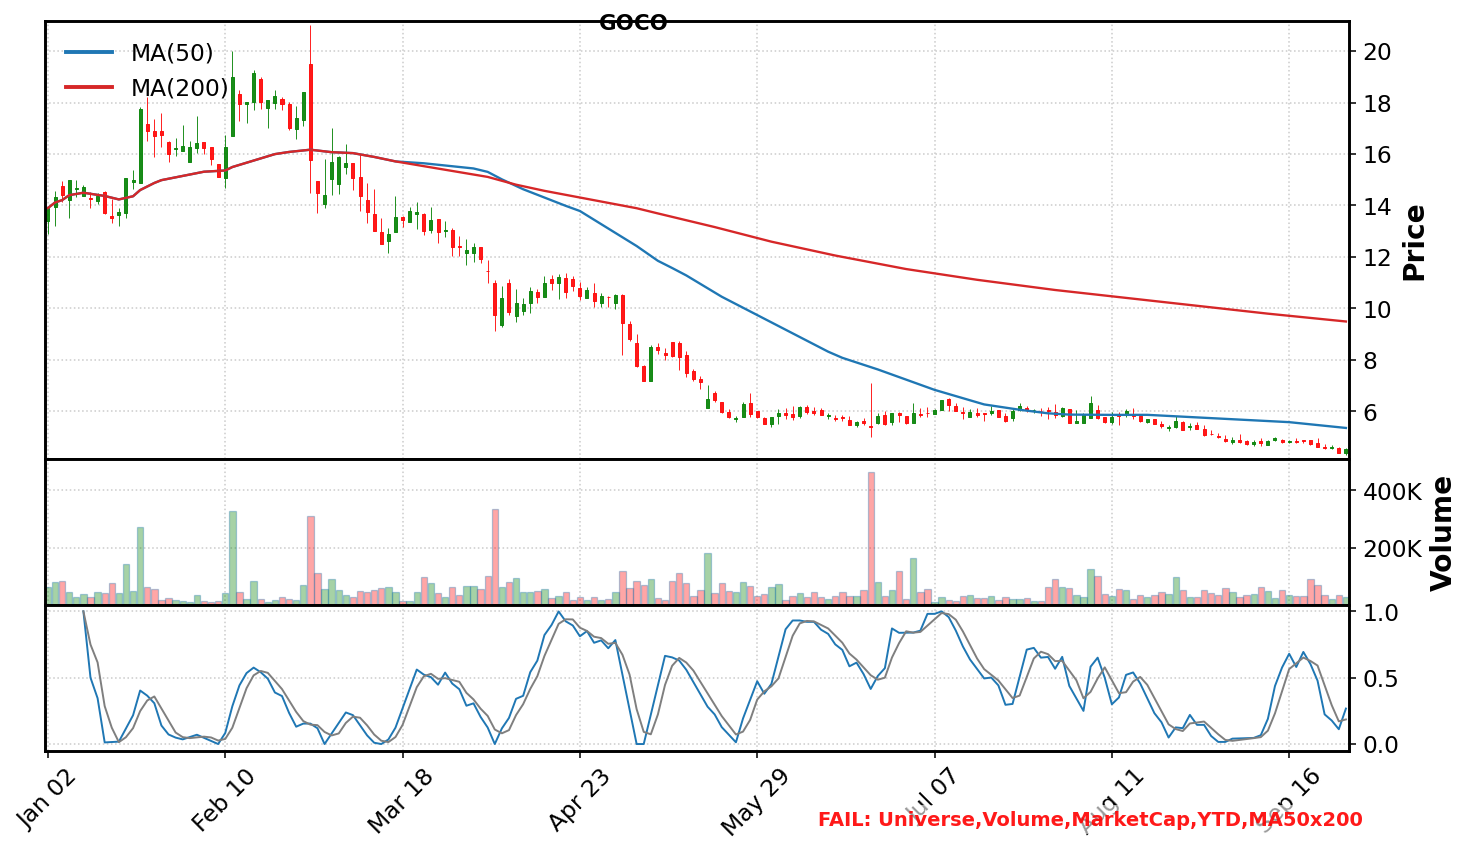 GOCO
MA(50)
MA(200)
20
18
16
14
12
10
8
6
Price
400K
200K
Volume
1.0
0.5
0.0
Jan 02
Feb 10
Mar 18
Apr 23
May 29
Jul 07
Aug 11
Sep 16
FAIL: Universe,Volume,MarketCap,YTD,MA50x200